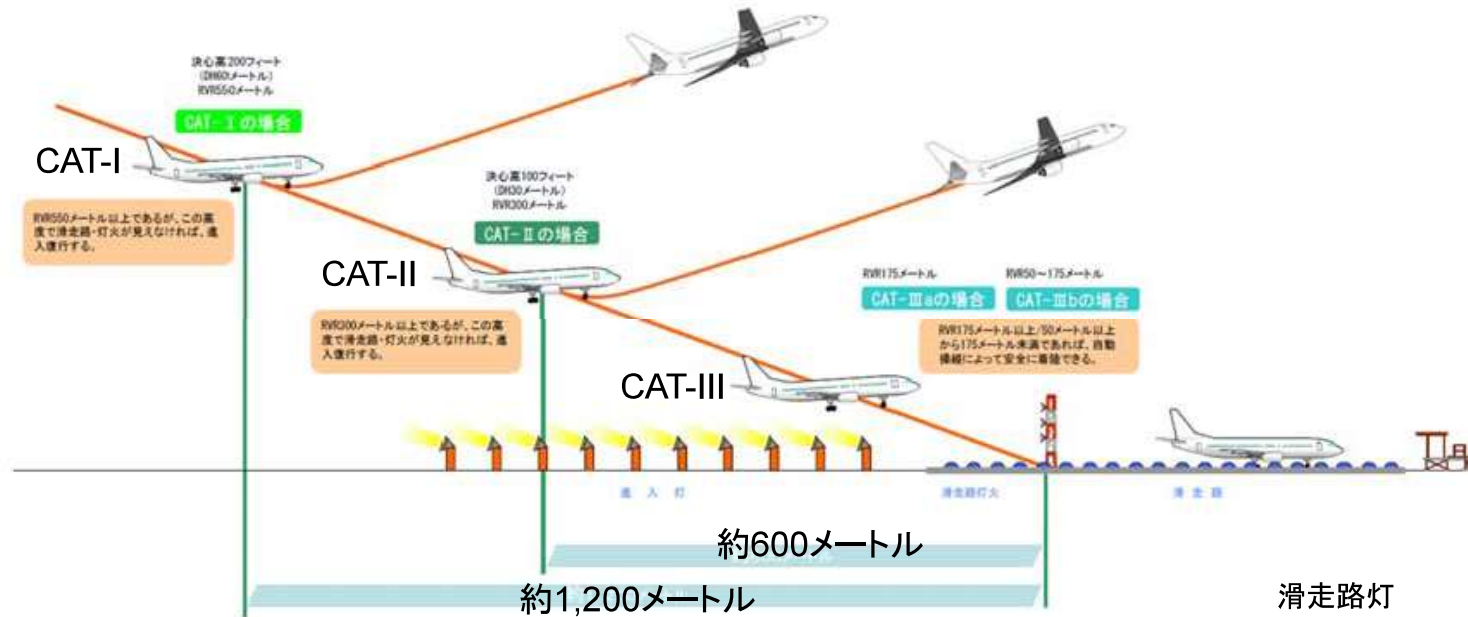 決心高200フィート
(DH60メートル)
RVR550メートル
CAT-Ⅰの場合
CAT-I
RVR550メートル以上であるが、この高
度で滑走路・灯火が見えなければ、進
入復行する。
決心高100フィート
(DH30メートル)
RVR300メートル
CAT-Ⅱの場合
CAT-II
RVR300メートル以上であるが、この高
度で滑走路・灯火が見えなければ、進
入復行する。
RVR175メートル
CAT-Ⅲaの場合
RVR50～175メートル
CAT-Ⅲbの場合
RVR175メートル以上/50メートル以上
から175メートル未満であれば、自動
操縦によって安全に着陸できる。
CAT-III
進入灯
滑走路灯火
滑走路
約600メートル
約1,200メートル
滑走路灯